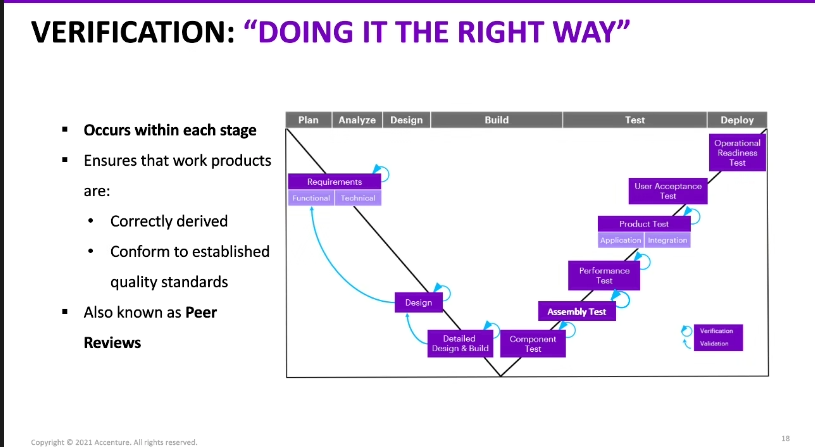 VERIFICATION: “DOING IT THE RIGHT WAY”
▪ Occurs within each stage
▪ Ensures that work products
are:
• Correctly derived
• Conform to established
quality standards
▪ Also known as Peer
Reviews
Plan Analyze Design Build Test Deploy
Operational
Readiness
Test
Requirements
Functional Technical
User Acceptance
Test
Product Test
Application Integration
Performance
Test
Design
Assembly Test
Detailed
Design & Build
Component
Test
Verification
Validation
Copyright © 2021 Accenture. All rights reserved.
18